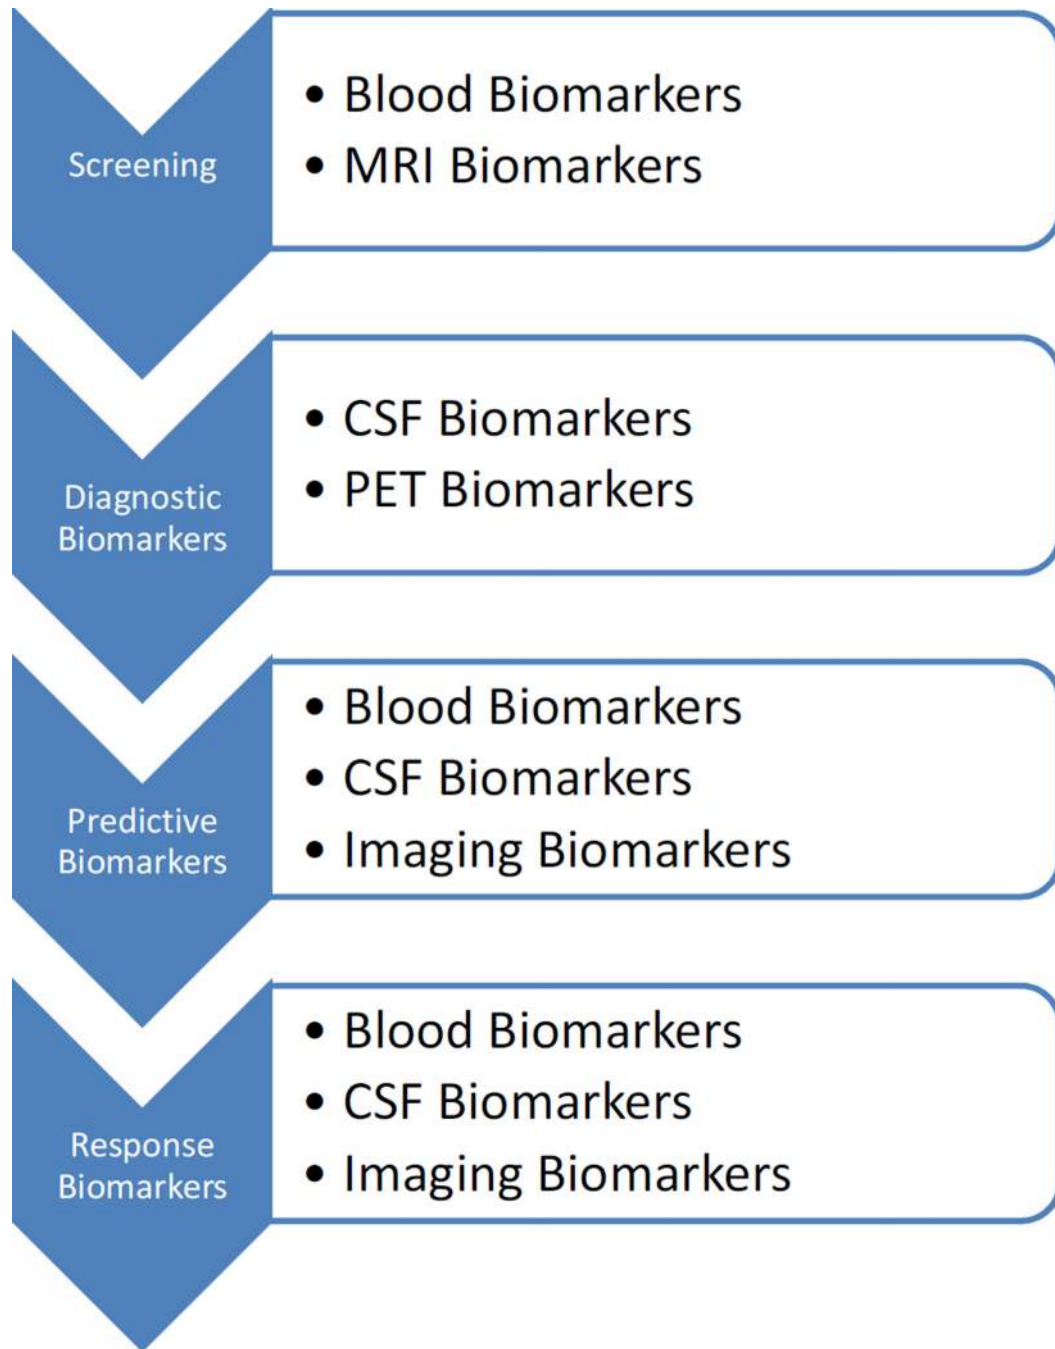 Screening
• Blood Biomarkers
• MRI Biomarkers
Diagnostic
Biomarkers
• CSF Biomarkers
• PET Biomarkers
Predictive
Biomarkers
• Blood Biomarkers
• CSF Biomarkers
• Imaging Biomarkers
Response
Biomarkers
• Blood Biomarkers
• CSF Biomarkers
• Imaging Biomarkers